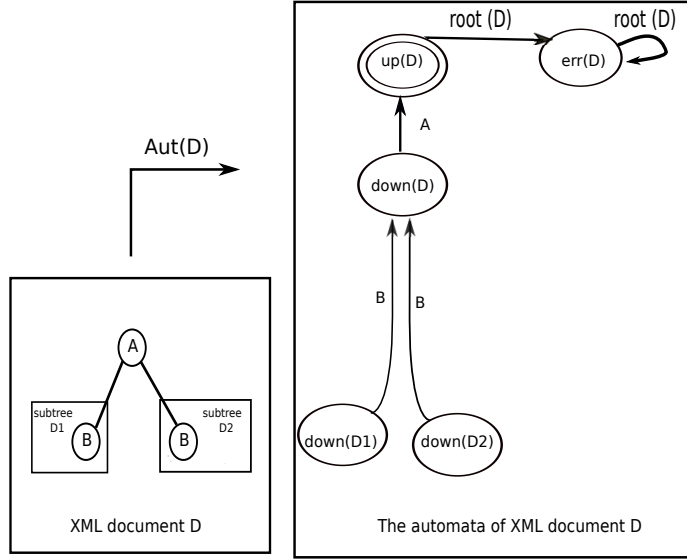 root (D)
root (D)
up(D)
err(D)
A
Aut(D)
down(D)
B
B
A
subtree
D1
subtree
D2
B
B
down(D1)
down(D2)
XML document D
The automata of XML document D